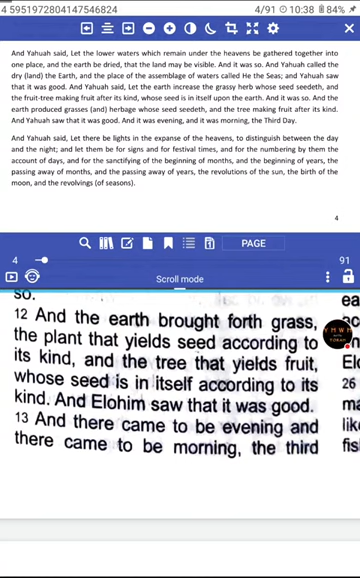 4 5951972804147546824
4/91 10:38 84%
And Yahuah said, Let the lower waters which remain under the heavens be gathered together into
one place, and the earth be dried, that the land may be visible. And it was so. And Yahuah called the
dry (land) the Earth, and the place of the assemblage of waters called He the Seas; and Yahuah saw
that it was good. And Yahuah said, Let the earth increase the grassy herb whose seed seedeth, and
the fruit-tree making fruit after its kind, whose seed is in itself upon the earth. And it was so. And the
earth produced grasses (and) herbage whose seed seedeth, and the tree making fruit after its kind.
And Yahuah saw that it was good. And it was evening, and it was morning, the Third Day.
And Yahuah said, Let there be lights in the expanse of the heavens, to distinguish between the day
and the night; and let them be for signs and for festival times, and for the numbering by them the
account of days, and for the sanctifying of the beginning of months, and the beginning of years, the
passing away of months, and the passing away of years, the revolutions of the sun, the birth of the
moon, and the revolvings (of seasons).
4
PAGE
4 91
Scroll mode
so.
12 And the earth brought forth grass,
the plant that yields seed according to
its kind, and the tree that yields fruit,
whose seed is in itself according to its
kind. And Elohim saw that it was good.
13 And there came to be evening and
there came to be morning, the third
ea
Elo
26
ma
like
fis
YMWM
TORAH